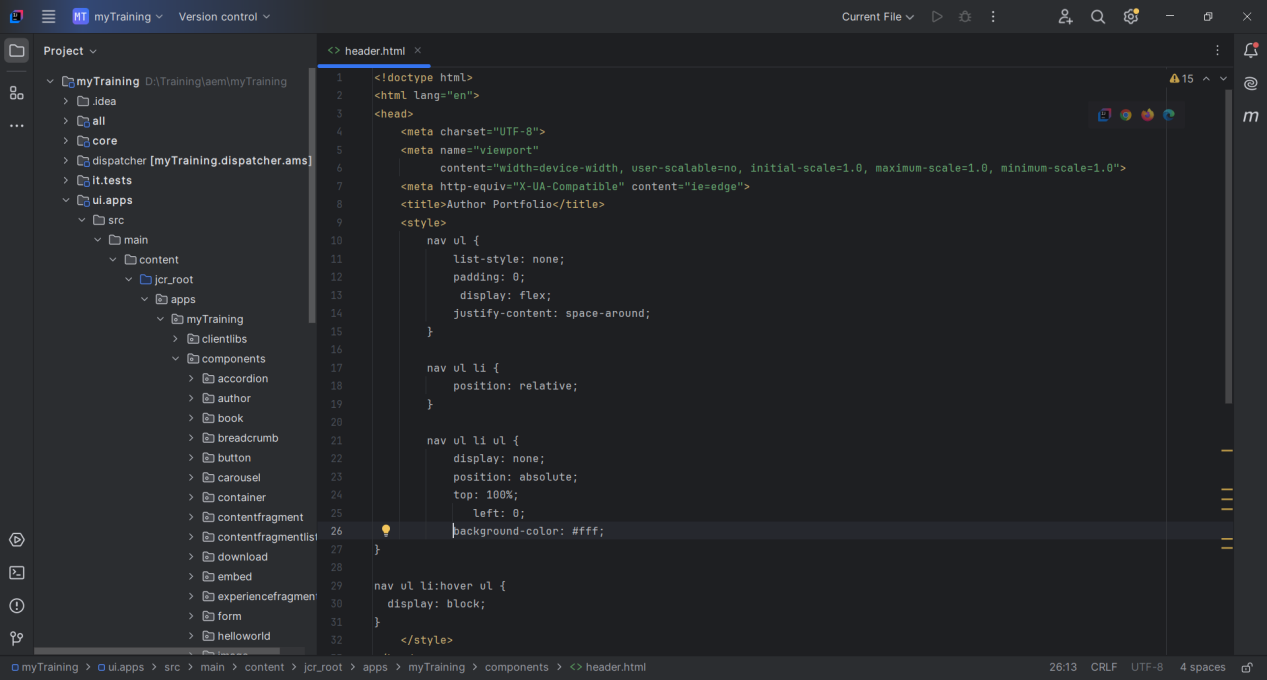 MT myTraining Version control Current File
Project
header.html
myTraining D:\Training\aem\myTraining
.idea
all
core
dispatcher [myTraining.dispatcher.ams]
it.tests
ui.apps
src
main
content
jcr_root
apps
myTraining
clientlibs
components
accordion
author
book
breadcrumb
button
carousel
container
contentfragment
contentfragmentlist
download
embed
experiencefragment
form
helloworld
image
15
1 <!doctype html>
2 <html lang="en">
3 <head>
4 <meta charset="UTF-8">
5 <meta name="viewport"
6 content="width=device-width, user-scalable=no, initial-scale=1.0, maximum-scale=1.0, minimum-scale=1.0">
7 <meta http-equiv="X-UA-Compatible" content="ie=edge">
8 <title>Author Portfolio</title>
9 <style>
10 nav ul {
11 list-style: none;
12 padding: 0;
13 display: flex;
14 justify-content: space-around;
15 }
16
17 nav ul li {
18 position: relative;
19 }
20
21 nav ul li ul {
22 display: none;
23 position: absolute;
24 top: 100%;
25 left: 0;
26 background-color: #fff;
27 }
28
29 nav ul li:hover ul {
30 display: block;
31 }
32 </style>
m
myTraining > ui.apps > src > main > content > jcr_root > apps > myTraining > components > <> header.html 26:13 CRLF UTF-8 4 spaces